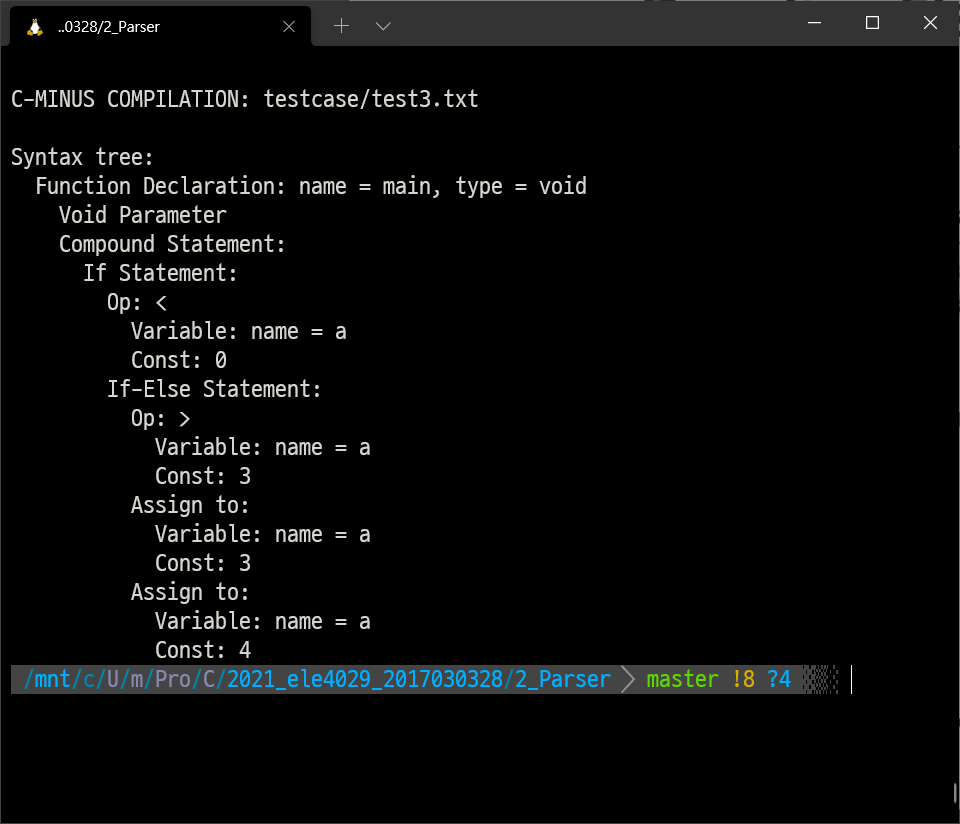 ..0328/2_Parser
C-MINUS COMPILATION: testcase/test3.txt
Syntax tree:
  Function Declaration: name = main, type = void
    Void Parameter
    Compound Statement:
      If Statement:
        Op: <
          Variable: name = a
          Const: 0
        If-Else Statement:
          Op: >
            Variable: name = a
            Const: 3
          Assign to:
            Variable: name = a
            Const: 3
          Assign to:
            Variable: name = a
            Const: 4
/mnt/c/U/m/Pro/C/2021_ele4029_2017030328/2_Parser master !8 ?4